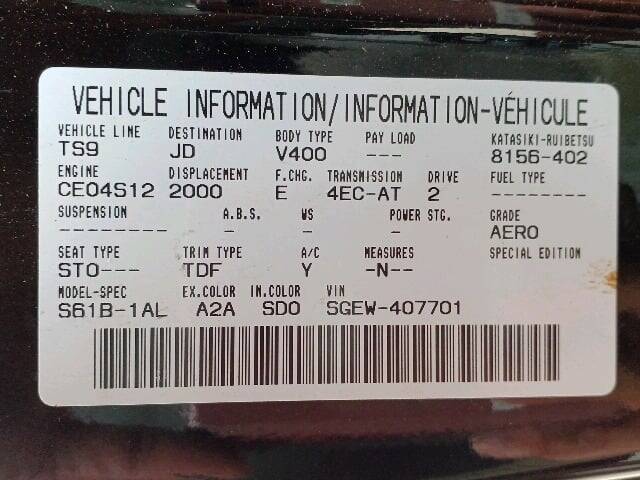 VEHICLE INFORMATION/INFORMATION-VÉHICULE
VEHICLE LINE DESTINATION BODY TYPE PAY LOAD KATASIKI-RUIBETSU
TS9 JD V400 --- 8156-402
ENGINE DISPLACEMENT F.CHG. TRANSMISSION DRIVE FUEL TYPE
CE04S12 2000 E 4EC-AT 2
SUSPENSION A.B.S. WS POWER STG. GRADE
-------- -- - -- AERO
SEAT TYPE TRIM TYPE A/C MEASURES SPECIAL EDITION
STO--- TDF Y -N--
MODEL-SPEC EX.COLOR IN.COLOR VIN
S61B-1AL A2A SDO SGEW-407701